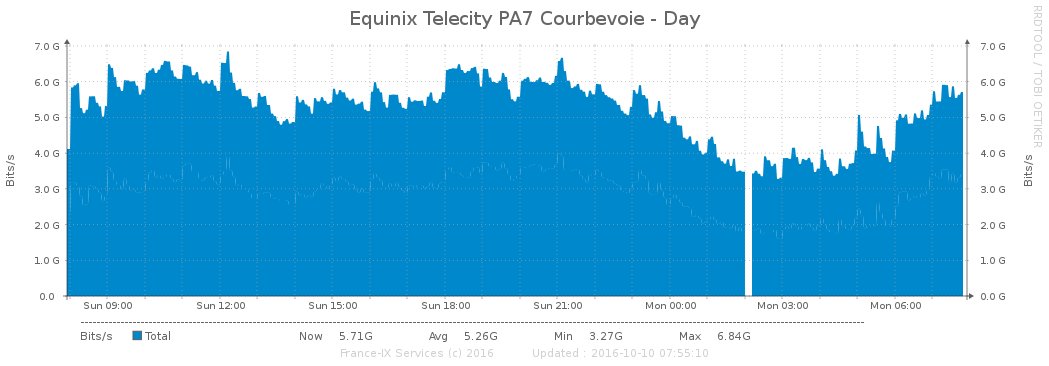 Equinix Telecity PA7 Courbevoie - Day
RRDTOOL / TOBI OETIKER
Bits/s
7.0 G 7.0 G
6.0 G 6.0 G
5.0 G 5.0 G
4.0 G 4.0 G
3.0 G 3.0 G
2.0 G 2.0 G
1.0 G 1.0 G
0.0 0.0 G
Bits/s
Sun 09:00 Sun 12:00 Sun 15:00 Sun 18:00 Sun 21:00 Mon 00:00 Mon 03:00 Mon 06:00
Bits/s Total Now 5.71G Avg 5.26G Min 3.27G Max 6.84G
France-IX Services (c) 2016 Updated : 2016-10-10 07:55:10